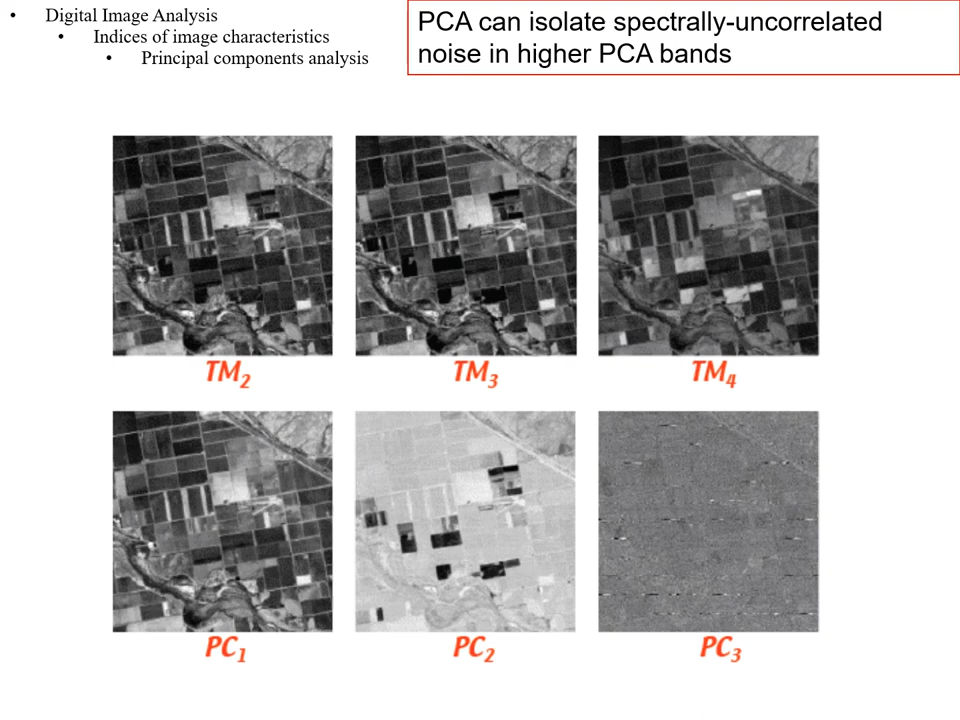 • Digital Image Analysis
• Indices of image characteristics
• Principal components analysis
PCA can isolate spectrally-uncorrelated
noise in higher PCA bands
TM2 TM3 TM4
PC1 PC2 PC3